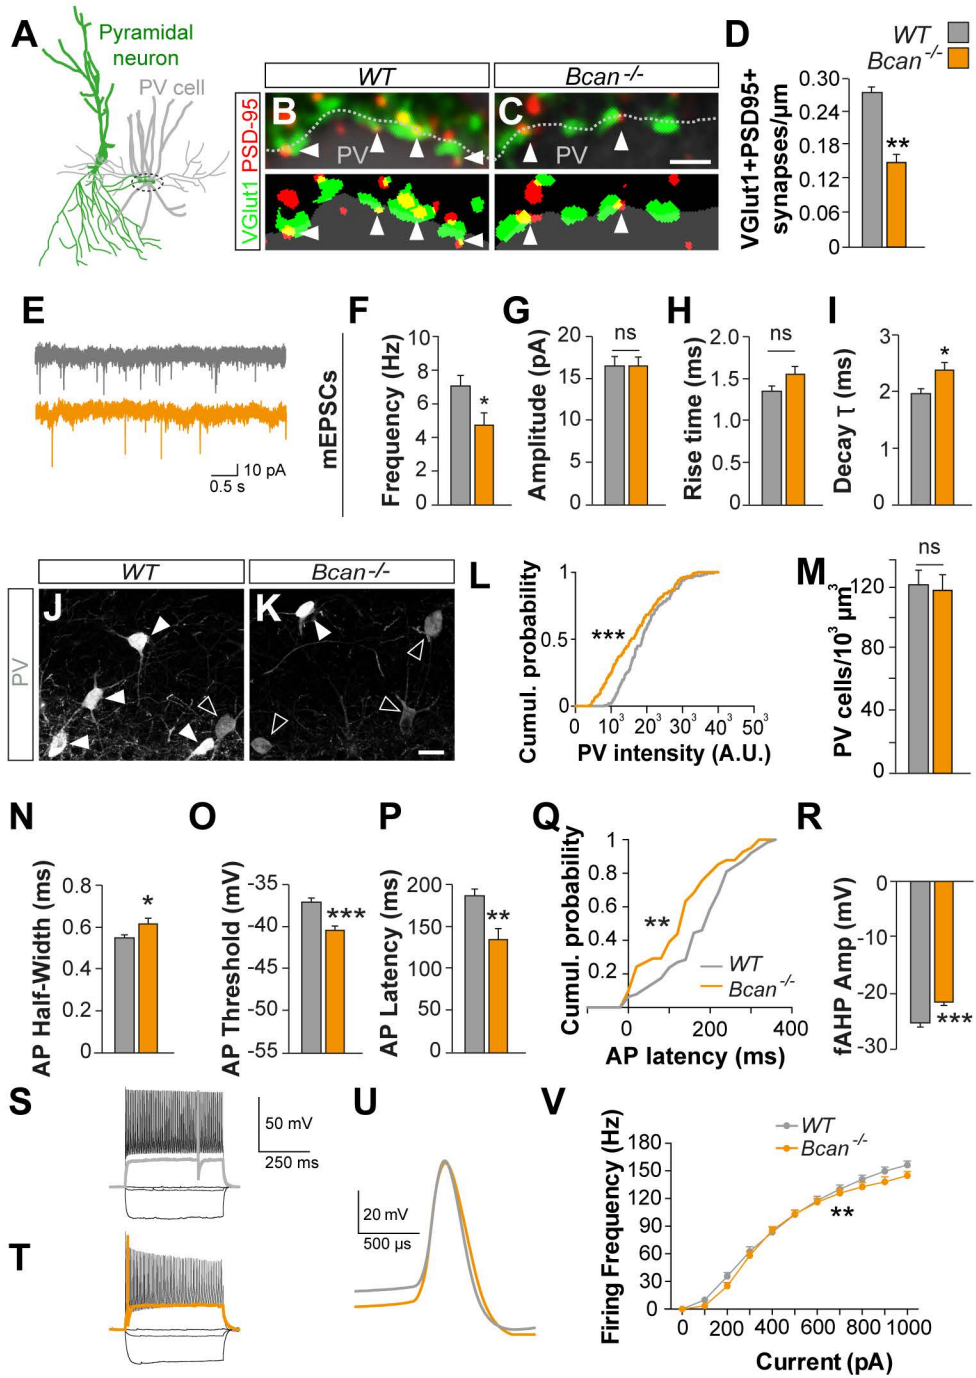 A
Pyramidal
neuron
PV cell
WT
Bcan -/-
VGlut1 PSD-95
B
PV
C
PV
D
WT
Bcan-/-
VGlut1+PSD95+
synapses/µm
0.30
0.24
0.18
0.12
0.06
0
**
E
10 pA
0.5 s
mEPSCs
F
Frequency (Hz)
10
8
6
4
2
0
*
G
Amplitude (pA)
20
15
10
5
0
ns
H
Rise time (ms)
2.0
1.5
1.0
0.5
0
ns
I
Decay τ (ms)
3
2
1
0
*
WT
Bcan-/-
PV
J
K
L
Cumul. probability
1
0.5
0
***
0 10³ 20³ 30³ 40³ 50³
PV intensity (A.U.)
M
PV cells/10³ µm³
120
80
40
0
ns
N
AP Half-Width (ms)
0.8
0.6
0.4
0.2
0
*
O
AP Threshold (mV)
-35
-40
-45
-50
-55
***
P
AP Latency (ms)
200
150
100
50
0
**
Q
Cumul. probability
1
0.8
0.6
0.4
0.2
**
WT
Bcan-/-
0 200 400
AP latency (ms)
R
fAHP Amp (mV)
0
-10
-20
-30
***
S
50 mV
250 ms
T
U
20 mV
500 µs
V
WT
Bcan -/-
Firing Frequency (Hz)
180
150
120
90
60
30
0
**
0 200 400 600 800 1000
Current (pA)